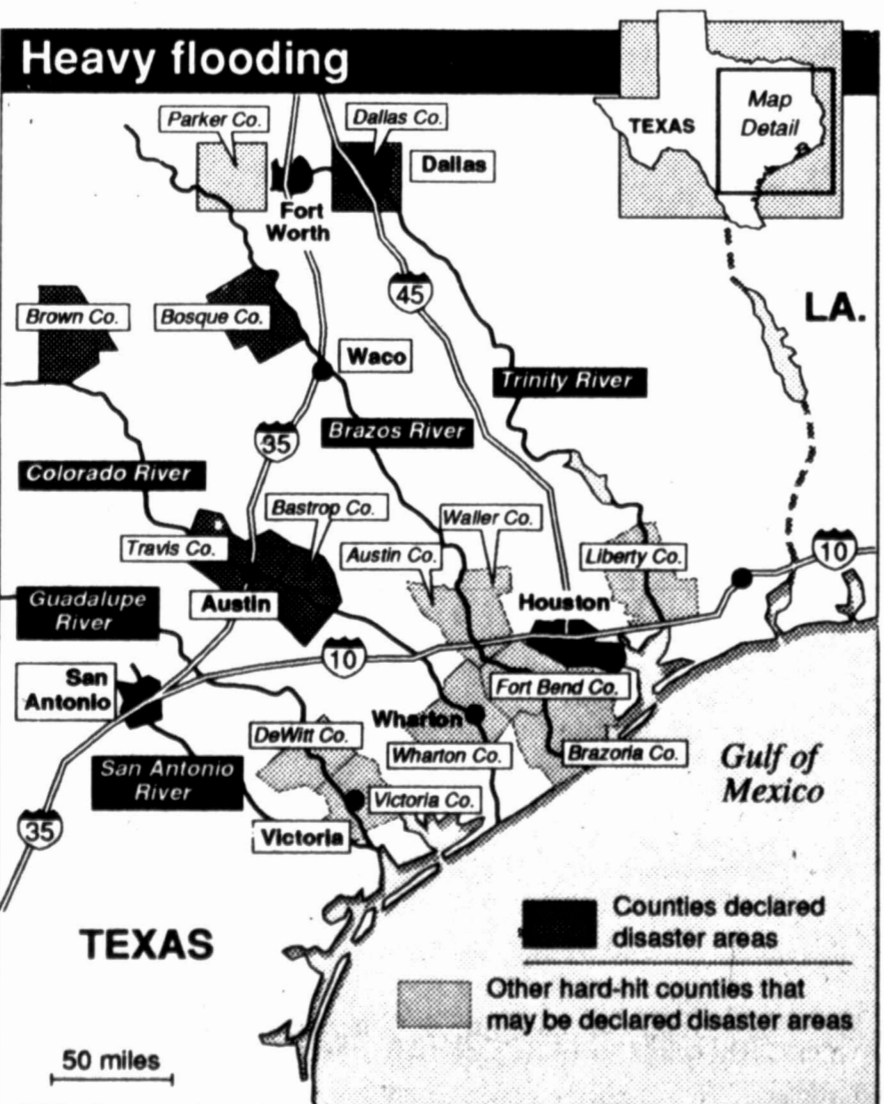 Heavy flooding
TEXAS
Map
Detail
Parker Co.
Dallas Co.
Dallas
Fort
Worth
45
LA.
Brown Co.
Bosque Co.
Waco
Trinity River
35
Brazos River
Colorado River
Bastrop Co.
Waller Co.
Travis Co.
Austin Co.
Liberty Co.
10
Guadalupe
River
Austin
Houston
10
San
Antonio
Fort Bend Co.
DeWitt Co.
Wharton
Wharton Co.
Brazoria Co.
San Antonio
River
Gulf of
Mexico
Victoria Co.
35
Victoria
TEXAS
Counties declared
disaster areas
Other hard-hit counties that
may be declared disaster areas
50 miles